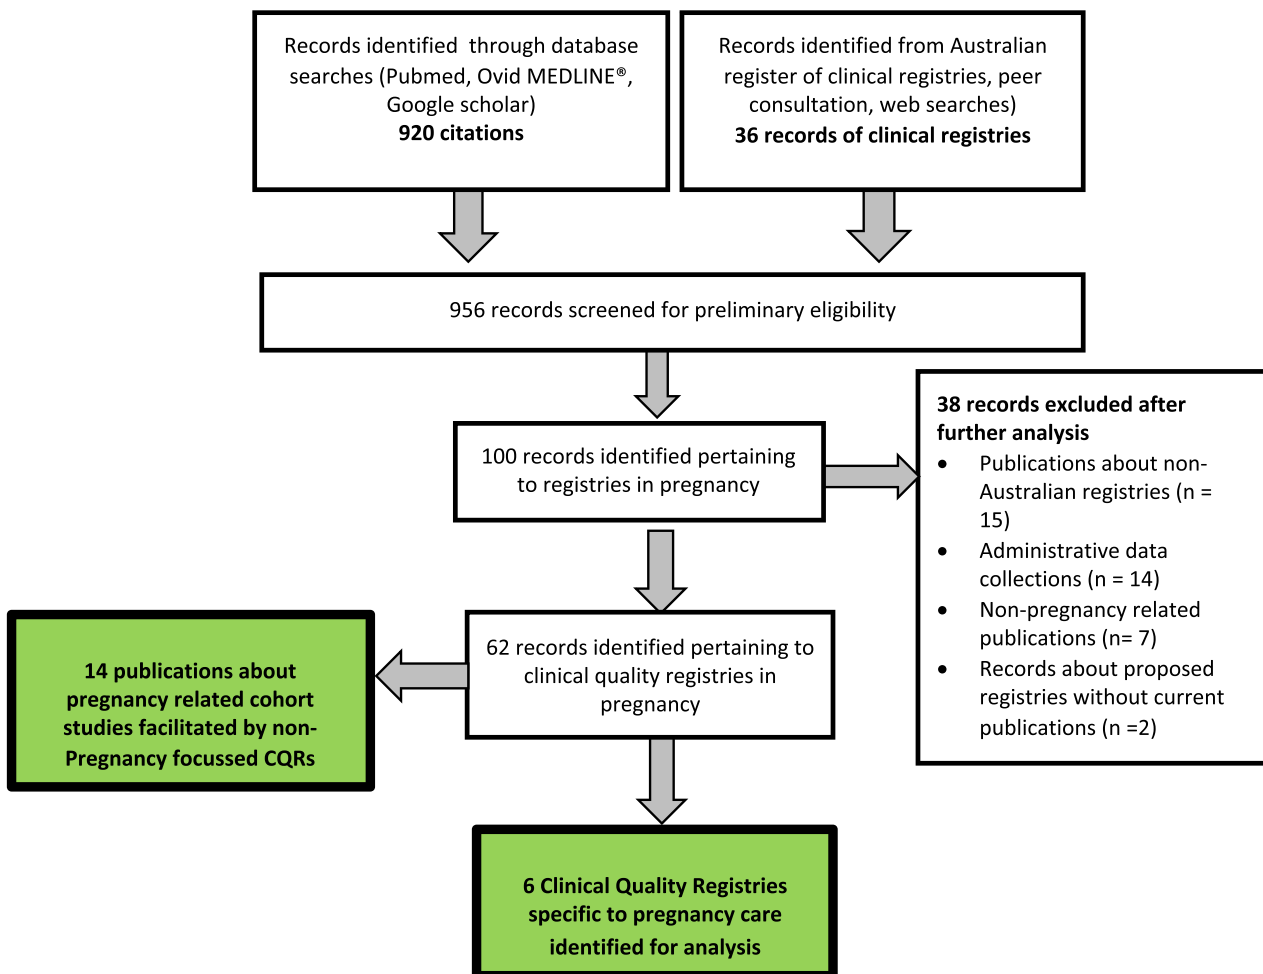 Records identified  through database
searches (Pubmed, Ovid MEDLINE®,
Google scholar)
920 citations
Records identified from Australian
register of clinical registries, peer
consultation, web searches)
36 records of clinical registries
956 records screened for preliminary eligibility
100 records identified pertaining
to registries in pregnancy
38 records excluded after
further analysis
• Publications about non-
Australian registries (n =
15)
• Administrative data
collections (n = 14)
• Non-pregnancy related
publications (n= 7)
• Records about proposed
registries without current
publications (n =2)
62 records identified pertaining to
clinical quality registries in
pregnancy
14 publications about
pregnancy related cohort
studies facilitated by non-
Pregnancy focussed CQRs
6 Clinical Quality Registries
specific to pregnancy care
identified for analysis